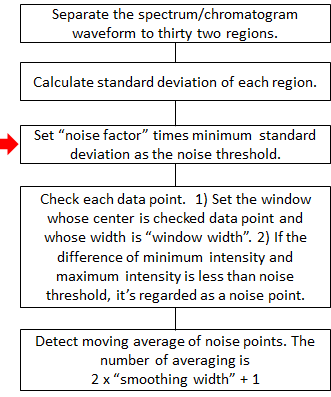 Separate the spectrum/chromatogram
waveform to thirty two regions.
Calculate standard deviation of each region.
Set “noise factor” times minimum standard
deviation as the noise threshold.
Check each data point. 1) Set the window
whose center is checked data point and
whose width is “window width”. 2) If the
difference of minimum intensity and
maximum intensity is less than noise
threshold, it’s regarded as a noise point.
Detect moving average of noise points. The
number of averaging is
2 x “smoothing width” + 1